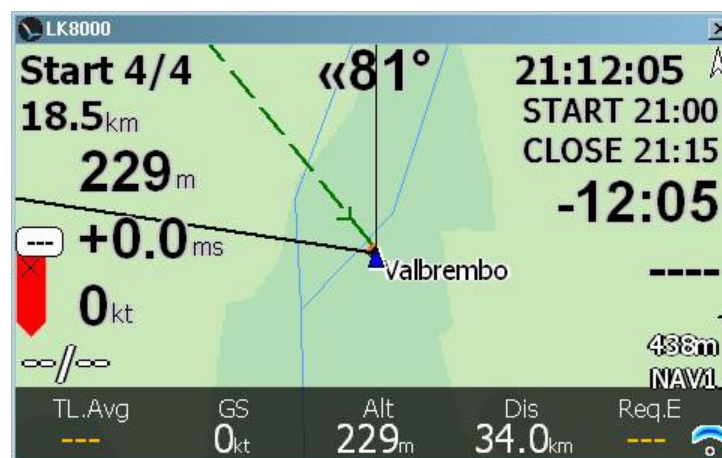 LK8000
Start 4/4 «81° 21:12:05
18.5km START 21:00
CLOSE 21:15
229m -12:05
--- +0.0ms
Valbrembo ----
0kt
--/-- 438m
NAV1
TL.Avg GS Alt Dis Req.E
--- 0kt 229m 34.0km ---